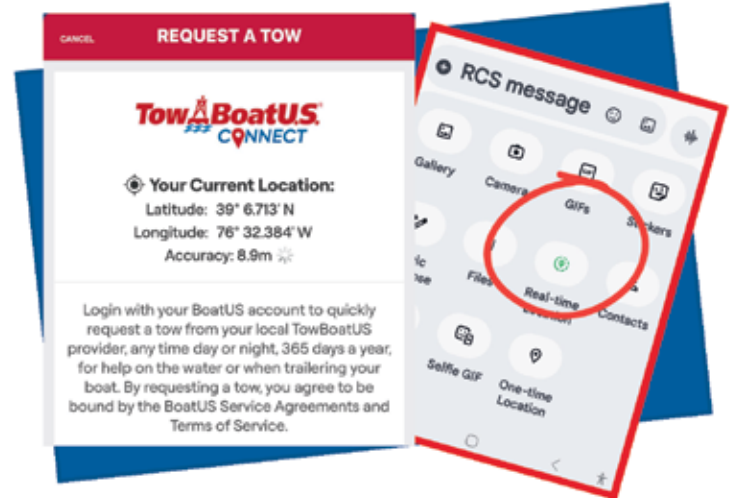 CANCEL
REQUEST A TOW
TowBoatU.S.
CONNECT
Your Current Location:
Latitude: 39° 6.713' N
Longitude: 76° 32.384' W
Accuracy: 8.9m
Login with your BoatUS account to quickly
request a tow from your local TowBoatUS
provider, any time day or night, 365 days a year,
for help on the water or when trailering your
boat. By requesting a tow, you agree to be
bound by the BoatUS Service Agreements and
Terms of Service.
RCS message
Gallery
Camera
GIFs
Stickers
Files
Real-time
Location
Contacts
Selfie GIF
One-time
Location